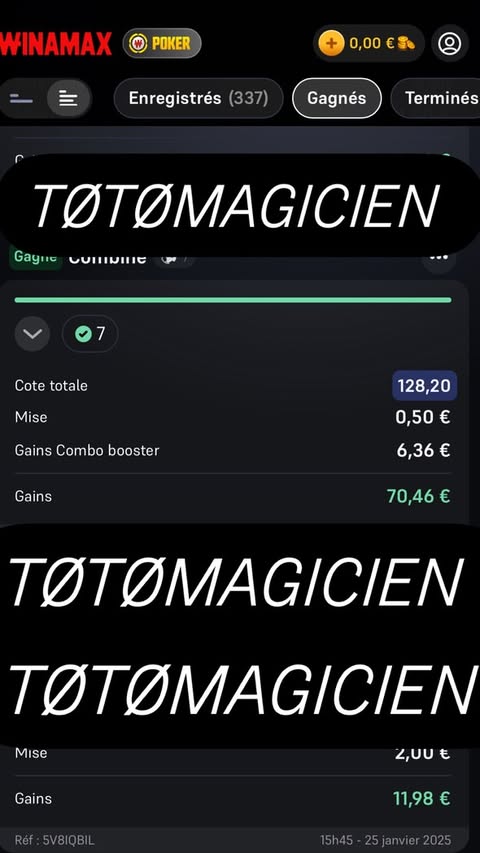 WINAMAX POKER 0,00 €
Enregistrés (337) Gagnés Terminés
TØTØMAGICIEN
Gagné Combiné
7
Cote totale 128,20
Mise 0,50 €
Gains Combo booster 6,36 €
Gains 70,46 €
TØTØMAGICIEN
TØTØMAGICIEN
Mise 2,00 €
Gains 11,98 €
Réf : 5V8IQBIL 15h45 - 25 janvier 2025